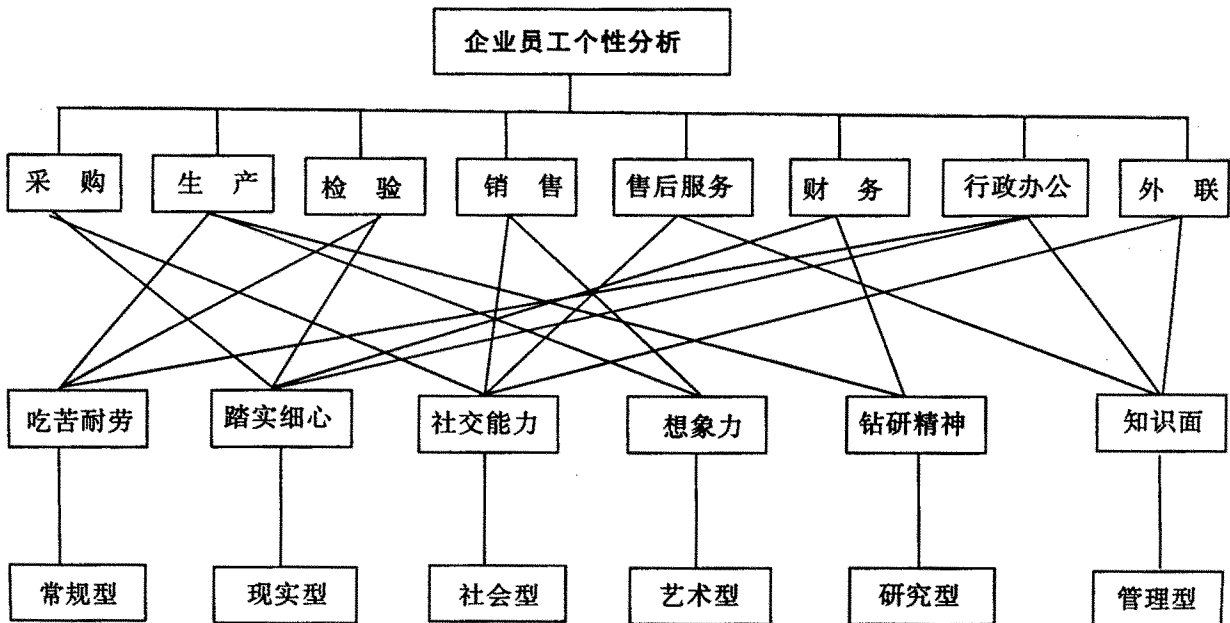 企业员工个性分析
采 购
生 产
检 验
销 售
售后服务
财 务
行政办公
外 联
吃苦耐劳
踏实细心
社交能力
想象力
钻研精神
知识面
常规型
现实型
社会型
艺术型
研究型
管理型